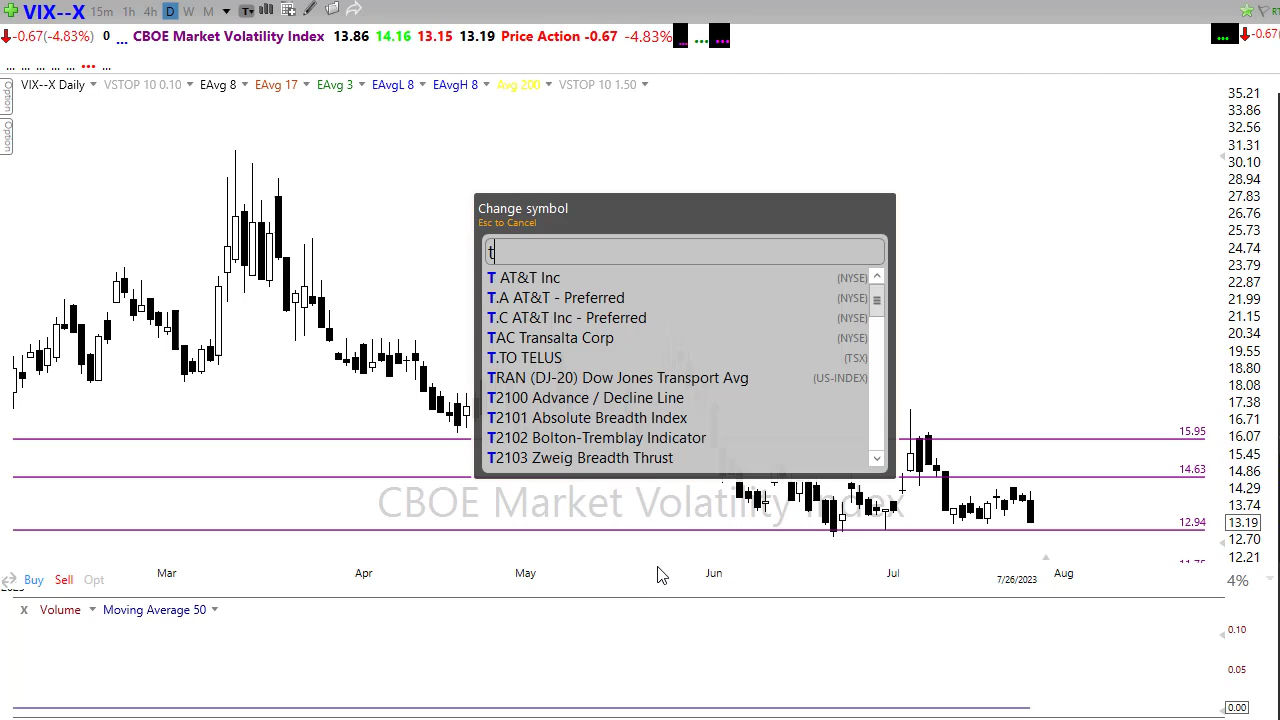 VIX--X 15m 1h 4h D W M T
-0.67(-4.83%) 0 ... CBOE Market Volatility Index 13.86 14.16 13.15 13.19 Price Action -0.67 -4.83% ... ... ... ... -0.67(
... ... ... ... ... ... ...
Option
Option
VIX--X Daily VSTOP 10 0.10 EAvg 8 EAvg 17 EAvg 3 EAvgL 8 EAvgH 8 Avg 200 VSTOP 10 1.50
35.21
33.86
32.56
31.31
30.10
28.94
27.83
26.76
25.73
24.74
23.79
22.87
21.99
21.15
20.34
19.55
18.80
18.08
17.38
16.71
16.07
15.45
14.86
14.29
13.74
13.19
12.70
12.21
Change symbol
Esc to Cancel
t
T AT&T Inc (NYSE)
T.A AT&T - Preferred (NYSE)
T.C AT&T Inc - Preferred (NYSE)
TAC Transalta Corp (NYSE)
T.TO TELUS (TSX)
TRAN (DJ-20) Dow Jones Transport Avg (US-INDEX)
T2100 Advance / Decline Line
T2101 Absolute Breadth Index
T2102 Bolton-Tremblay Indicator
T2103 Zweig Breadth Thrust
15.95
14.63
12.94
CBOE Market Volatility Index
Buy Sell Opt
Mar Apr May Jun Jul 7/26/2023 Aug
4%
X Volume Moving Average 50
0.10
0.05
0.00